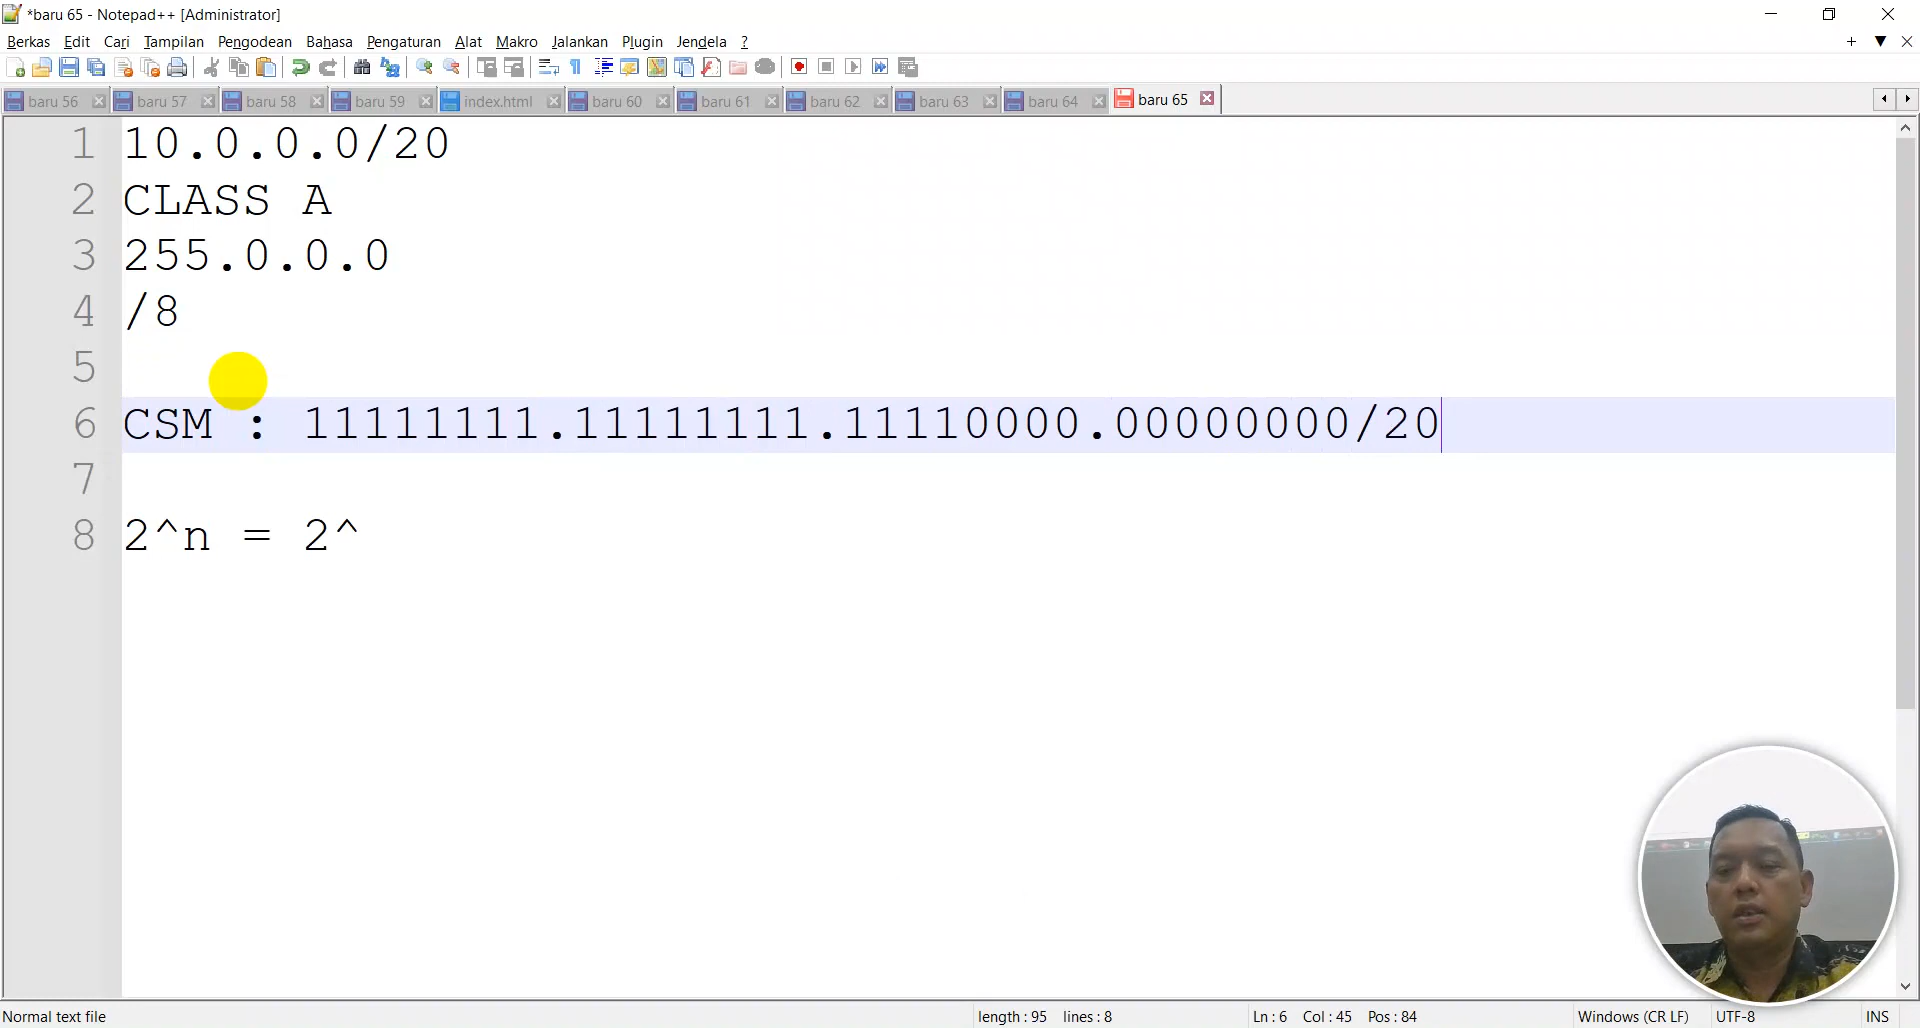 *baru 65 - Notepad++ [Administrator]
Berkas Edit Cari Tampilan Pengodean Bahasa Pengaturan Alat Makro Jalankan Plugin Jendela ?
baru 56 baru 57 baru 58 baru 59 index.html baru 60 baru 61 baru 62 baru 63 baru 64 baru 65
1 10.0.0.0/20
2 CLASS A
3 255.0.0.0
4 /8
5
6 CSM : 11111111.11111111.11110000.00000000/20
7
8 2^n = 2^
Normal text file length : 95 lines : 8 Ln : 6 Col : 45 Pos : 84 Windows (CR LF) UTF-8 INS